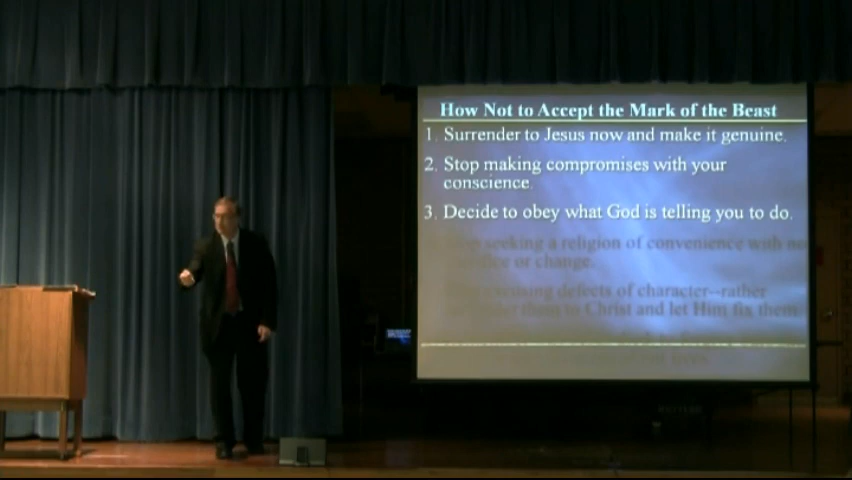 How Not to Accept the Mark of the Beast
1. Surrender to Jesus now and make it genuine.
2. Stop making compromises with your
conscience.
3. Decide to obey what God is telling you to do.
seeking a religion of convenience with no
or change.
defects of character--rather
them to Christ and let Him fix them.